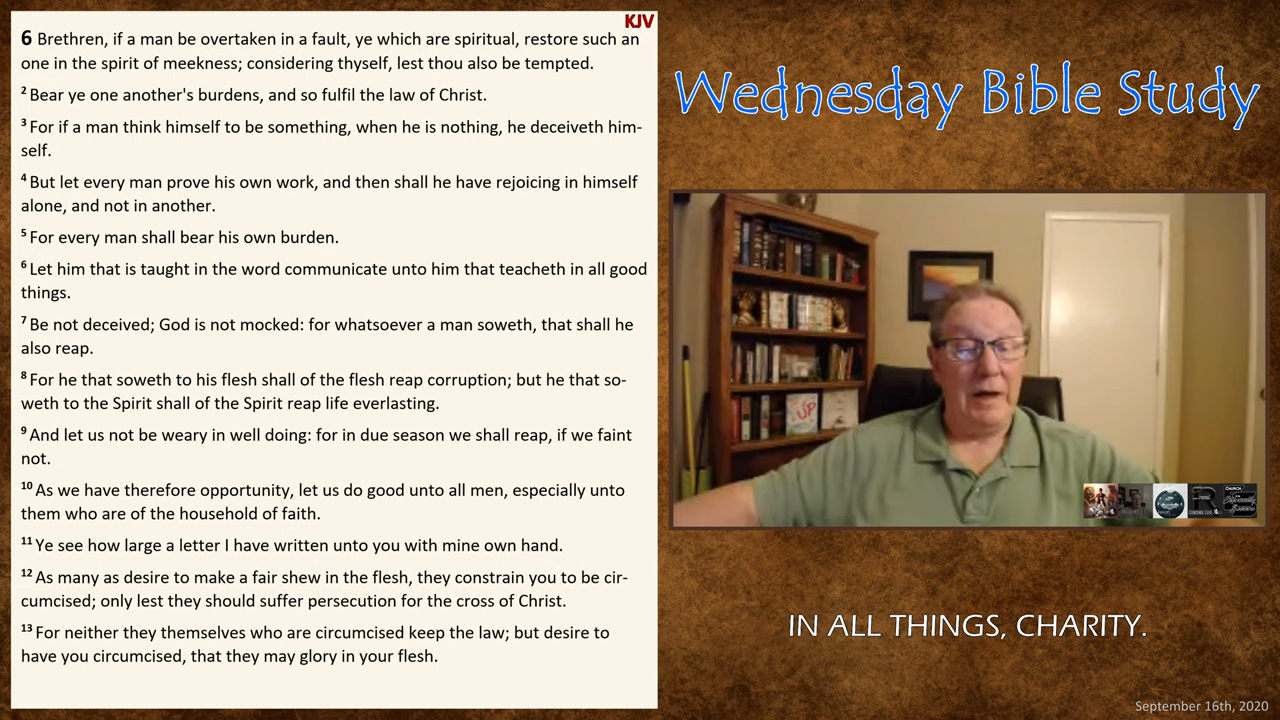 KJV
6 Brethren, if a man be overtaken in a fault, ye which are spiritual, restore such an
one in the spirit of meekness; considering thyself, lest thou also be tempted.
2 Bear ye one another's burdens, and so fulfil the law of Christ.
3 For if a man think himself to be something, when he is nothing, he deceiveth him-
self.
4 But let every man prove his own work, and then shall he have rejoicing in himself
alone, and not in another.
5 For every man shall bear his own burden.
6 Let him that is taught in the word communicate unto him that teacheth in all good
things.
7 Be not deceived; God is not mocked: for whatsoever a man soweth, that shall he
also reap.
8 For he that soweth to his flesh shall of the flesh reap corruption; but he that so-
weth to the Spirit shall of the Spirit reap life everlasting.
9 And let us not be weary in well doing: for in due season we shall reap, if we faint
not.
10 As we have therefore opportunity, let us do good unto all men, especially unto
them who are of the household of faith.
11 Ye see how large a letter I have written unto you with mine own hand.
12 As many as desire to make a fair shew in the flesh, they constrain you to be cir-
cumcised; only lest they should suffer persecution for the cross of Christ.
13 For neither they themselves who are circumcised keep the law; but desire to
have you circumcised, that they may glory in your flesh.
Wednesday Bible Study
UP
IN ALL THINGS, CHARITY.
September 16th, 2020